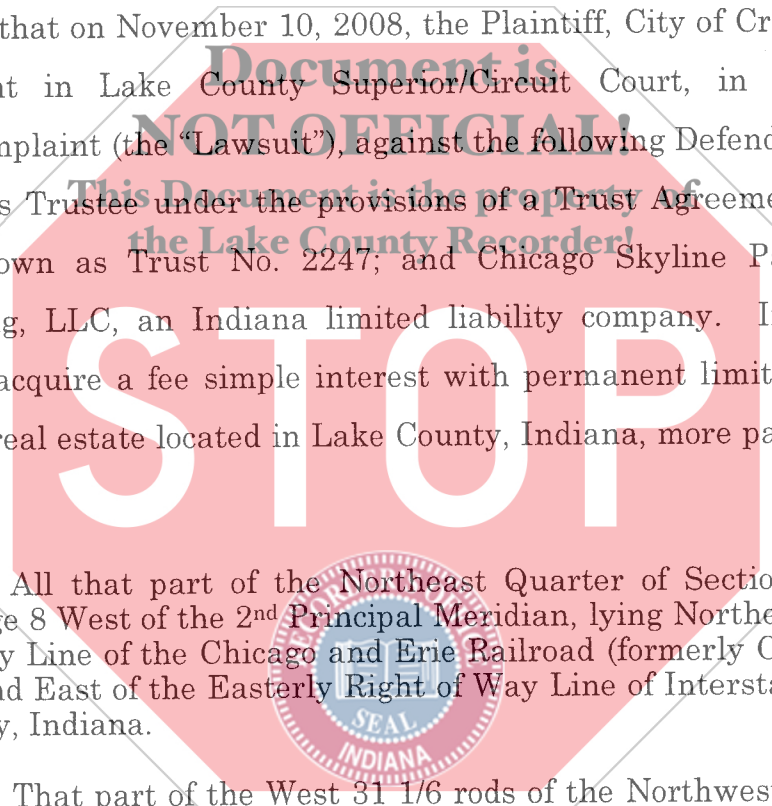 that on November 10, 2008, the Plaintiff, City of Cr
Document is
nt in Lake County Superior/Circuit Court, in
NOT OFFICIAL!
mplaint (the "Lawsuit"), against the following Defend
This Document is the property of
s Trustee under the provisions of a Trust Agreeme
the Lake County Recorder!
own as Trust No. 2247; and Chicago Skyline Pa
g, LLC, an Indiana limited liability company. I
acquire a fee simple interest with permanent limit
STOP
real estate located in Lake County, Indiana, more pa
All that part of the Northeast Quarter of Sectio
ge 8 West of the 2nd Principal Meridian, lying Northe
y Line of the Chicago and Erie Railroad (formerly C
nd East of the Easterly Right of Way Line of Intersta
y, Indiana.
SEAL
INDIANA
That part of the West 31 1/6 rods of the Northwest